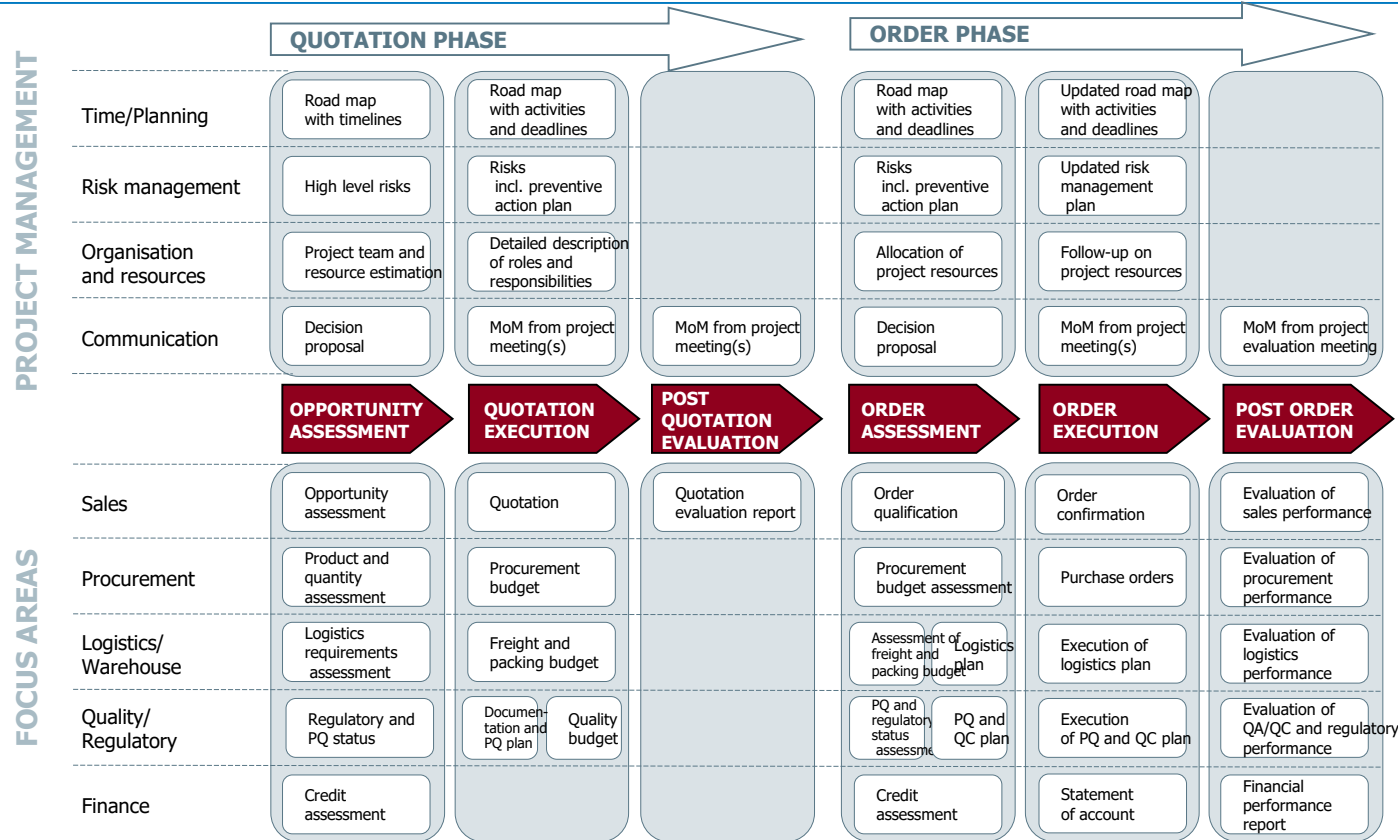 QUOTATION PHASE
ORDER PHASE
PROJECT MANAGEMENT
Time/Planning
Road map
with timelines
Road map
with activities
and deadlines
Road map
with activities
and deadlines
Updated road map
with activities
and deadlines
Risk management
High level risks
Risks
incl. preventive
action plan
Risks
incl. preventive
action plan
Updated risk
management
plan
Organisation
and resources
Project team and
resource estimation
Detailed description
of roles and
responsibilities
Allocation of
project resources
Follow-up on
project resources
Communication
Decision
proposal
MoM from project
meeting(s)
MoM from project
meeting(s)
Decision
proposal
MoM from project
meeting(s)
MoM from project
evaluation meeting
OPPORTUNITY
ASSESSMENT
QUOTATION
EXECUTION
POST
QUOTATION
EVALUATION
ORDER
ASSESSMENT
ORDER
EXECUTION
POST ORDER
EVALUATION
FOCUS AREAS
Sales
Opportunity
assessment
Quotation
Quotation
evaluation report
Order
qualification
Order
confirmation
Evaluation of
sales performance
Procurement
Product and
quantity
assessment
Procurement
budget
Procurement
budget assessment
Purchase orders
Evaluation of
procurement
performance
Logistics/
Warehouse
Logistics
requirements
assessment
Freight and
packing budget
Assessment of
freight and
packing budget
Logistics
plan
Execution of
logistics plan
Evaluation of
logistics
performance
Quality/
Regulatory
Regulatory and
PQ status
Documen-
tation and
PQ plan
Quality
budget
PQ and
regulatory
status
assessme
PQ and
QC plan
Execution
of PQ and QC plan
Evaluation of
QA/QC and regulatory
performance
Finance
Credit
assessment
Credit
assessment
Statement
of account
Financial
performance
report